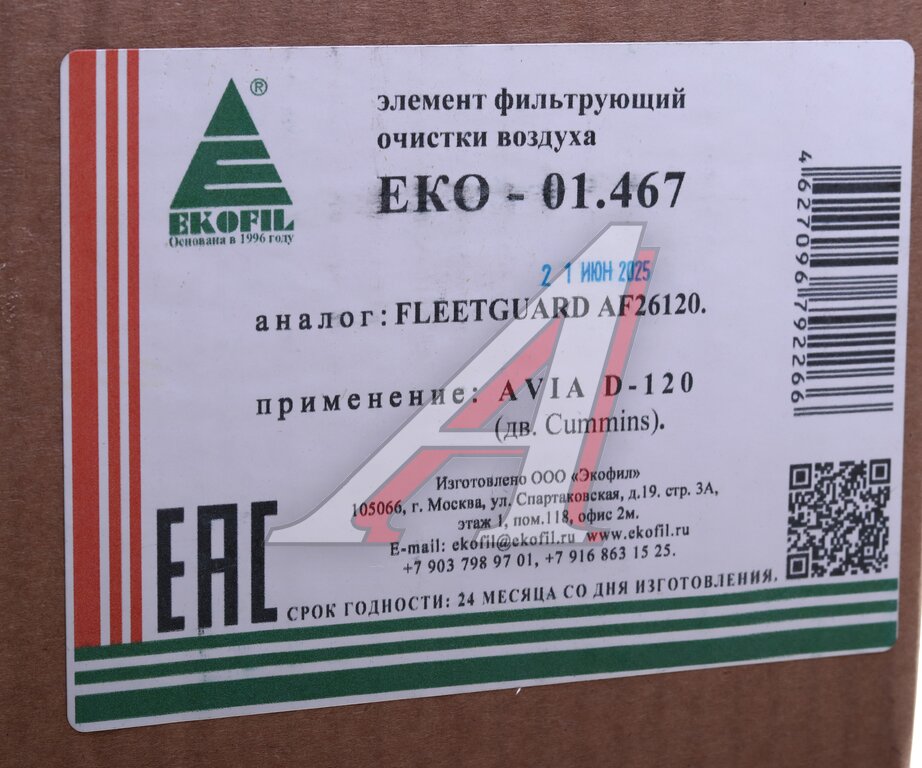 элемент фильтрующий
очистки воздуха
ЕКО - 01.467
®
EKOFIL
Основана в 1996 году
21 ИЮН 2025
аналог: FLEETGUARD AF26120.
применение: AVIA D-120
(дв. Cummins).
Изготовлено ООО «Экофил»
105066, г. Москва, ул. Спартаковская, д.19. стр. 3А,
этаж 1, пом.118, офис 2м.
E-mail: ekofil@ekofil.ru www.ekofil.ru
+7 903 798 97 01, +7 916 863 15 25.
EAC
СРОК ГОДНОСТИ: 24 МЕСЯЦА СО ДНЯ ИЗГОТОВЛЕНИЯ.
4627096792266